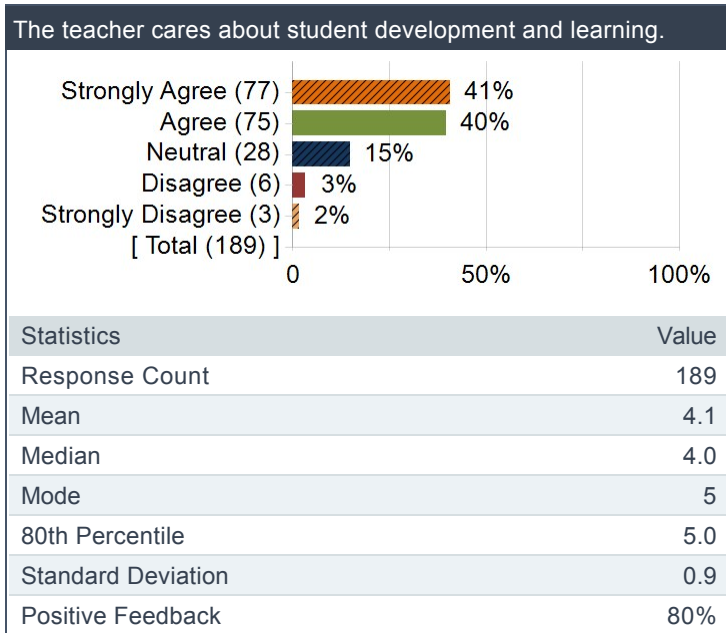 The teacher cares about student development and learning.
Strongly Agree (77) 41%
Agree (75) 40%
Neutral (28) 15%
Disagree (6) 3%
Strongly Disagree (3) 2%
[ Total (189) ]
0 50% 100%
Statistics Value
Response Count 189
Mean 4.1
Median 4.0
Mode 5
80th Percentile 5.0
Standard Deviation 0.9
Positive Feedback 80%